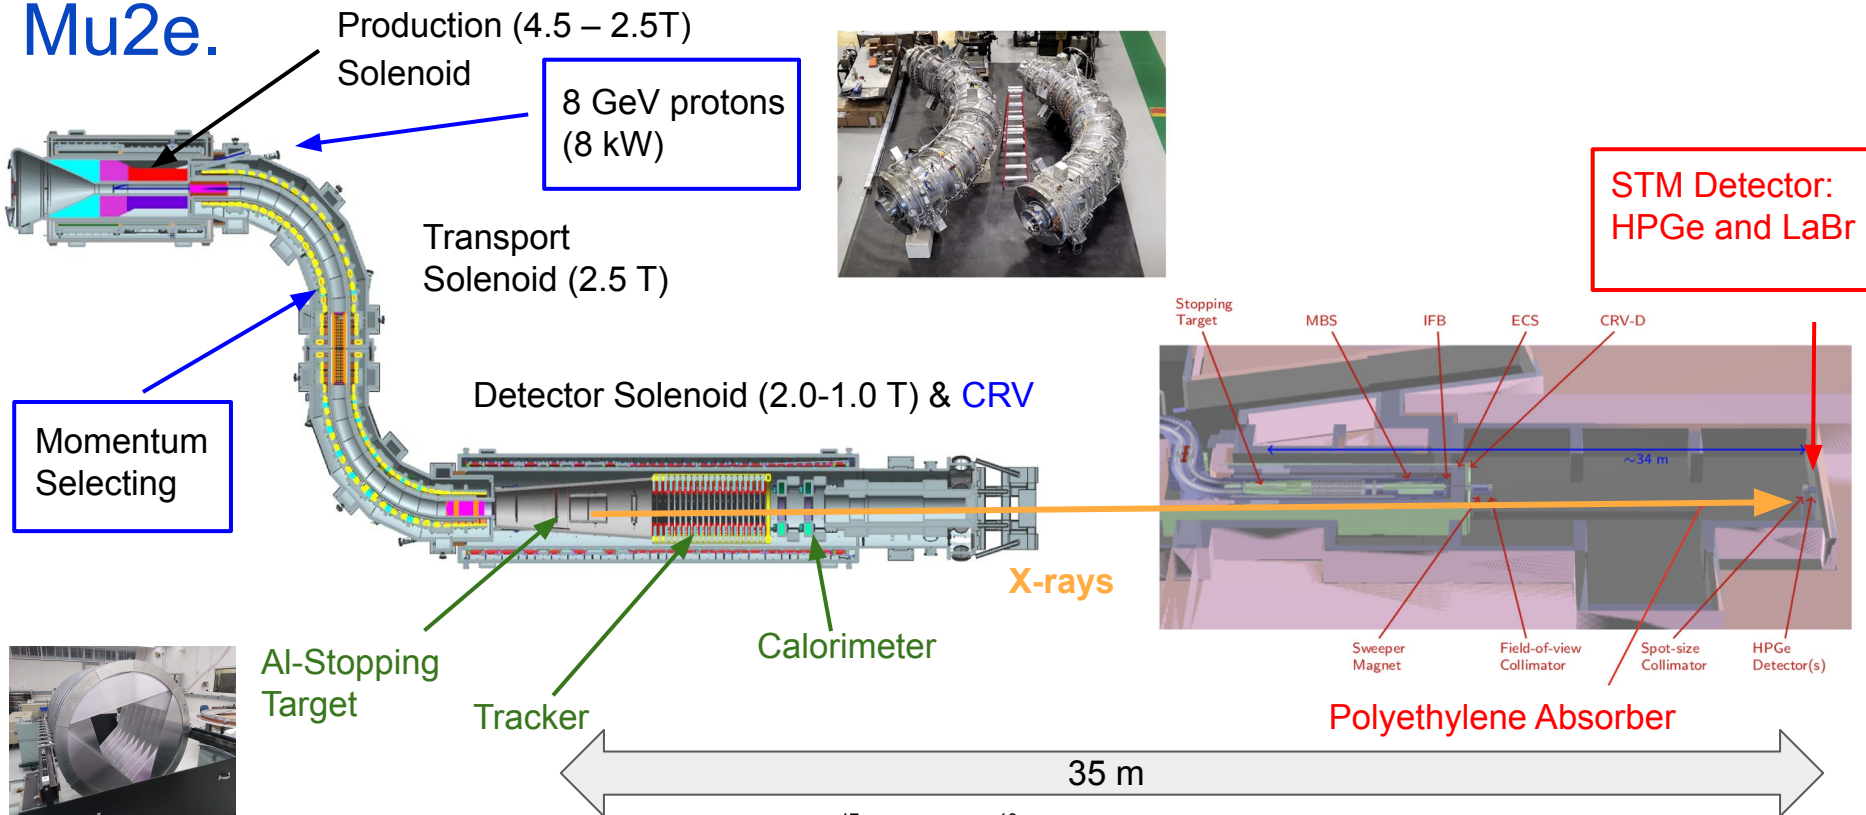 Mu2e.
Production (4.5 – 2.5T)
Solenoid
8 GeV protons
(8 kW)
STM Detector:
HPGe and LaBr
Transport
Solenoid (2.5 T)
Stopping
Target
MBS
IFB
ECS
CRV-D
Detector Solenoid (2.0-1.0 T) & CRV
Momentum
Selecting
~34 m
X-rays
Al-Stopping
Target
Tracker
Calorimeter
Sweeper
Magnet
Field-of-view
Collimator
Spot-size
Collimator
HPGe
Detector(s)
Polyethylene Absorber
35 m